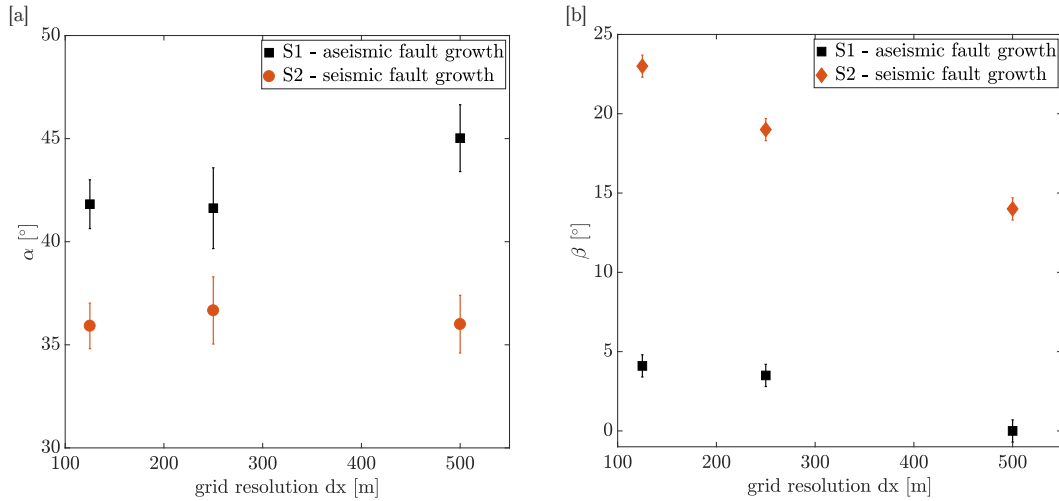 [a]
50
45
40
35
30
α [°]
100 200 300 400 500
grid resolution dx [m]
S1 - aseismic fault growth
S2 - seismic fault growth
[b]
25
20
15
10
5
0
β [°]
100 200 300 400 500
grid resolution dx [m]
S1 - aseismic fault growth
S2 - seismic fault growth